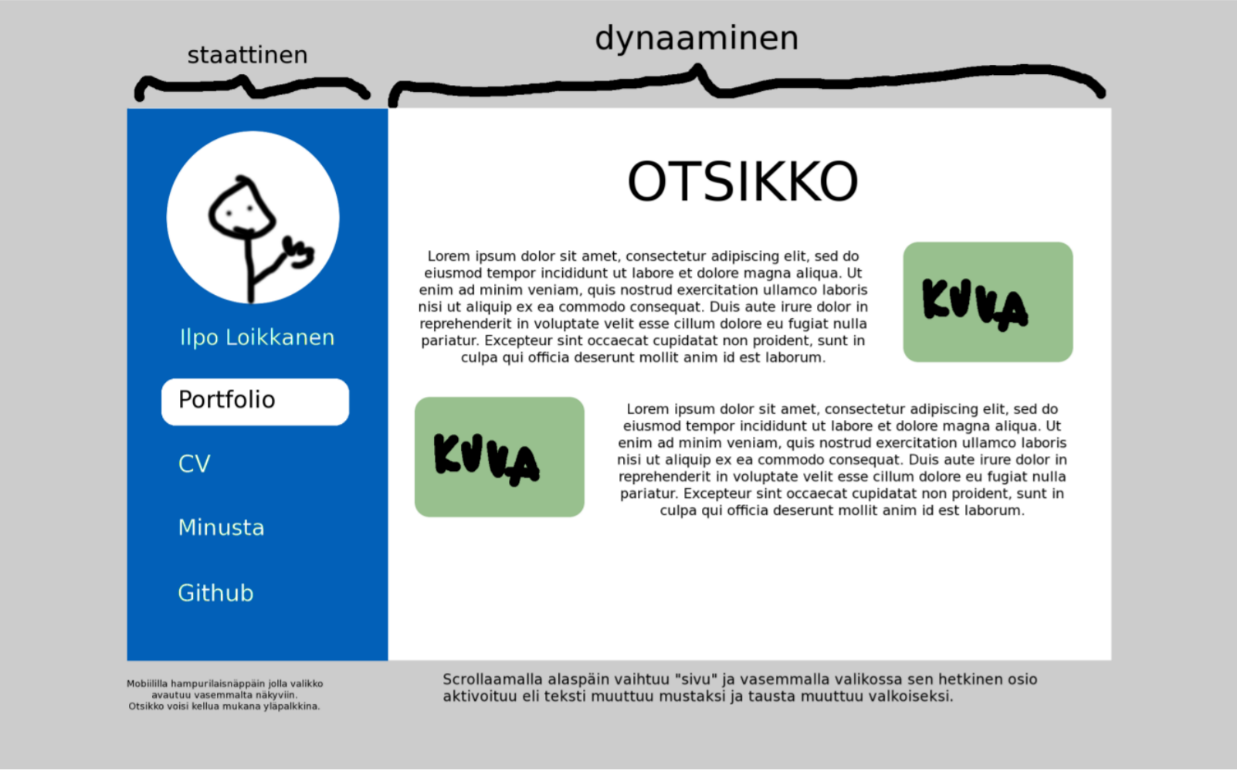 staattinen
dynaaminen
Ilpo Loikkanen
Portfolio
CV
Minusta
Github
OTSIKKO
Lorem ipsum dolor sit amet, consectetur adipiscing elit, sed do
eiusmod tempor incididunt ut labore et dolore magna aliqua. Ut
enim ad minim veniam, quis nostrud exercitation ullamco laboris
nisi ut aliquip ex ea commodo consequat. Duis aute irure dolor in
reprehenderit in voluptate velit esse cillum dolore eu fugiat nulla
pariatur. Excepteur sint occaecat cupidatat non proident, sunt in
culpa qui officia deserunt mollit anim id est laborum.
KUVA
KUVA
Lorem ipsum dolor sit amet, consectetur adipiscing elit, sed do
eiusmod tempor incididunt ut labore et dolore magna aliqua. Ut
enim ad minim veniam, quis nostrud exercitation ullamco laboris
nisi ut aliquip ex ea commodo consequat. Duis aute irure dolor in
reprehenderit in voluptate velit esse cillum dolore eu fugiat nulla
pariatur. Excepteur sint occaecat cupidatat non proident, sunt in
culpa qui officia deserunt mollit anim id est laborum.
Mobiililla hampurilaisnäppäin jolla valikko
avautuu vasemmalta näkyviin.
Otsikko voisi kellua mukana yläpalkkina.
Scrollaamalla alaspäin vaihtuu "sivu" ja vasemmalla valikossa sen hetkinen osio
aktivoituu eli teksti muuttuu mustaksi ja tausta muuttuu valkoiseksi.